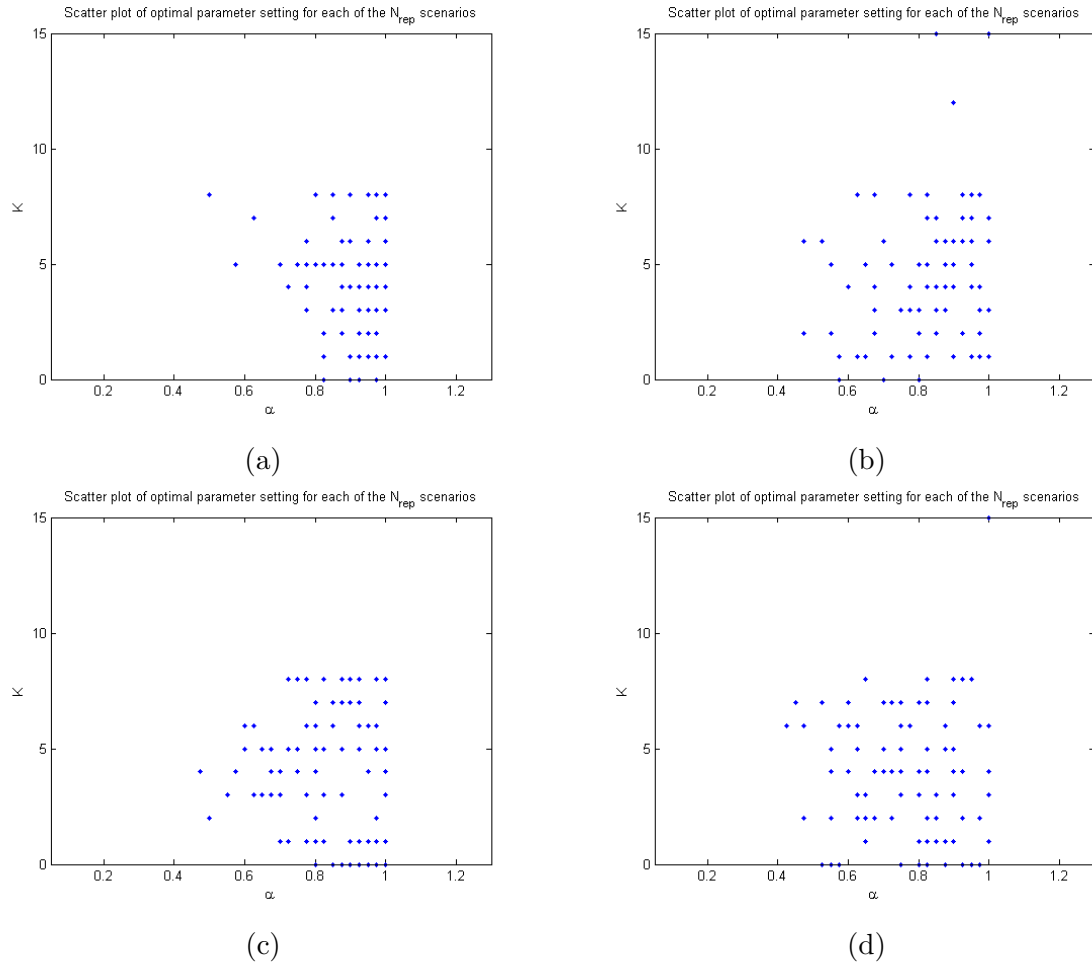 Scatter plot of optimal parameter setting for each of the N_rep scenarios
15
10
5
0
K
0.2 0.4 0.6 0.8 1 1.2
α
(a)
Scatter plot of optimal parameter setting for each of the N_rep scenarios
15
10
5
0
K
0.2 0.4 0.6 0.8 1 1.2
α
(b)
Scatter plot of optimal parameter setting for each of the N_rep scenarios
15
10
5
0
K
0.2 0.4 0.6 0.8 1 1.2
α
(c)
Scatter plot of optimal parameter setting for each of the N_rep scenarios
15
10
5
0
K
0.2 0.4 0.6 0.8 1 1.2
α
(d)